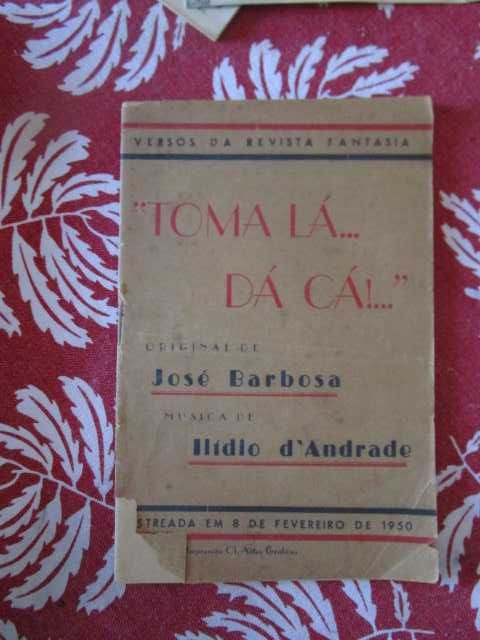 VERSOS DA REVISTA FANTASIA
"TOMA LÁ...
DÁ CÁ!..."
ORIGINAL DE
José Barbosa
MUSICA DE
Ilídio d'Andrade
STREADA EM 8 DE FEVEREIRO DE 1950